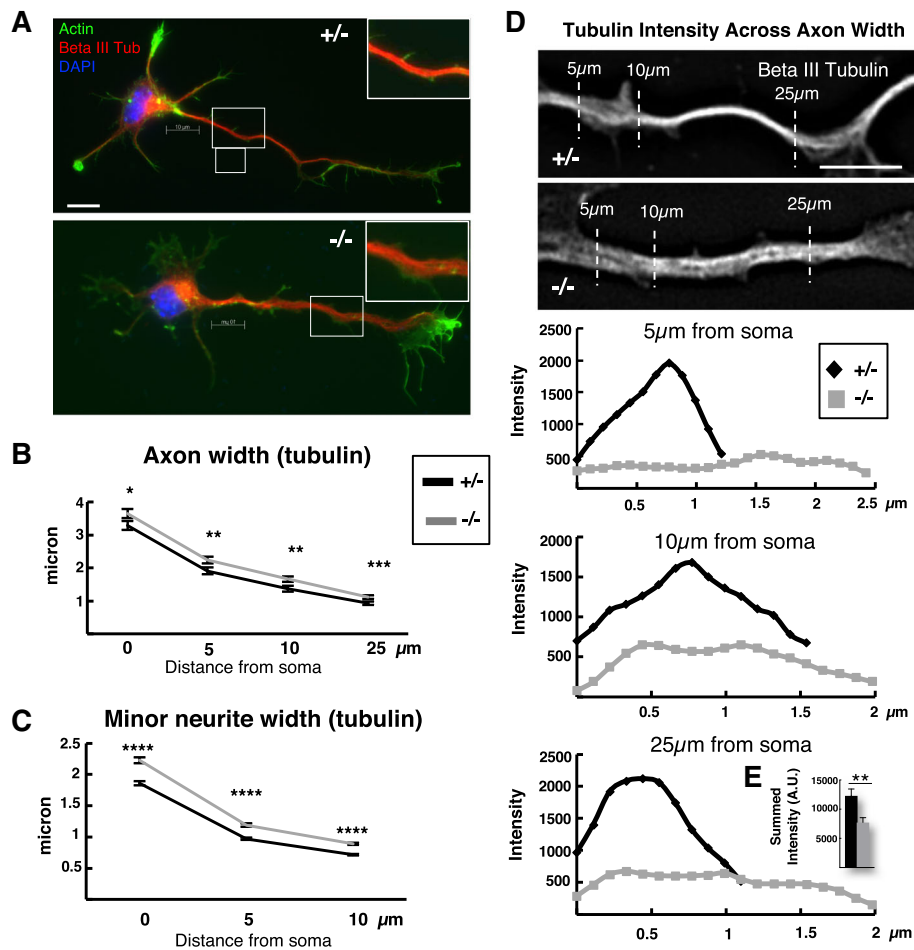 A
Actin
Beta III Tub
DAPI
+/-
10 µm
-/-
B
Axon width (tubulin)
+/-
-/-
micron
4
3
2
1
*
**
**
***
0 5 10 25 µm
Distance from soma
C
Minor neurite width (tubulin)
micron
2.5
2
1.5
1
0.5
****
****
****
0 5 10 µm
Distance from soma
D
Tubulin Intensity Across Axon Width
Beta III Tubulin
5µm 10µm 25µm
+/-
5µm 10µm 25µm
-/-
5µm from soma
Intensity
2500
2000
1500
1000
500
+/-
-/-
0.5 1 1.5 2 2.5 µm
10µm from soma
Intensity
2000
1500
1000
500
0.5 1 1.5 2 µm
25µm from soma
Intensity
2500
2000
1500
1000
500
0.5 1 1.5 2 µm
E
Summed
Intensity (A.U.)
15000
10000
5000
**